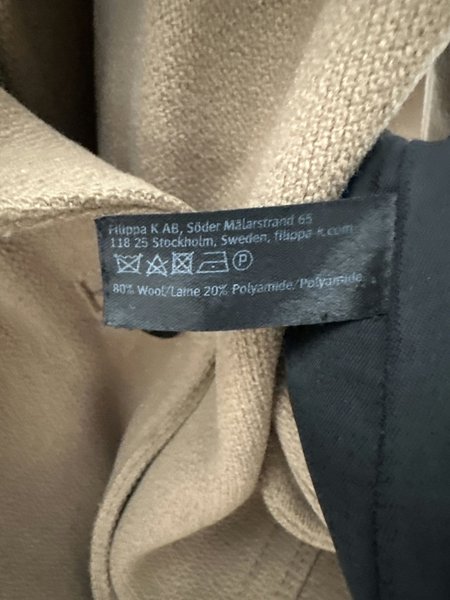 Filippa K AB, Söder Mälarstrand 65
118 25 Stockholm, Sweden, filippa-k.com
P
80% Wool/Laine 20% Polyamide/Polyamide